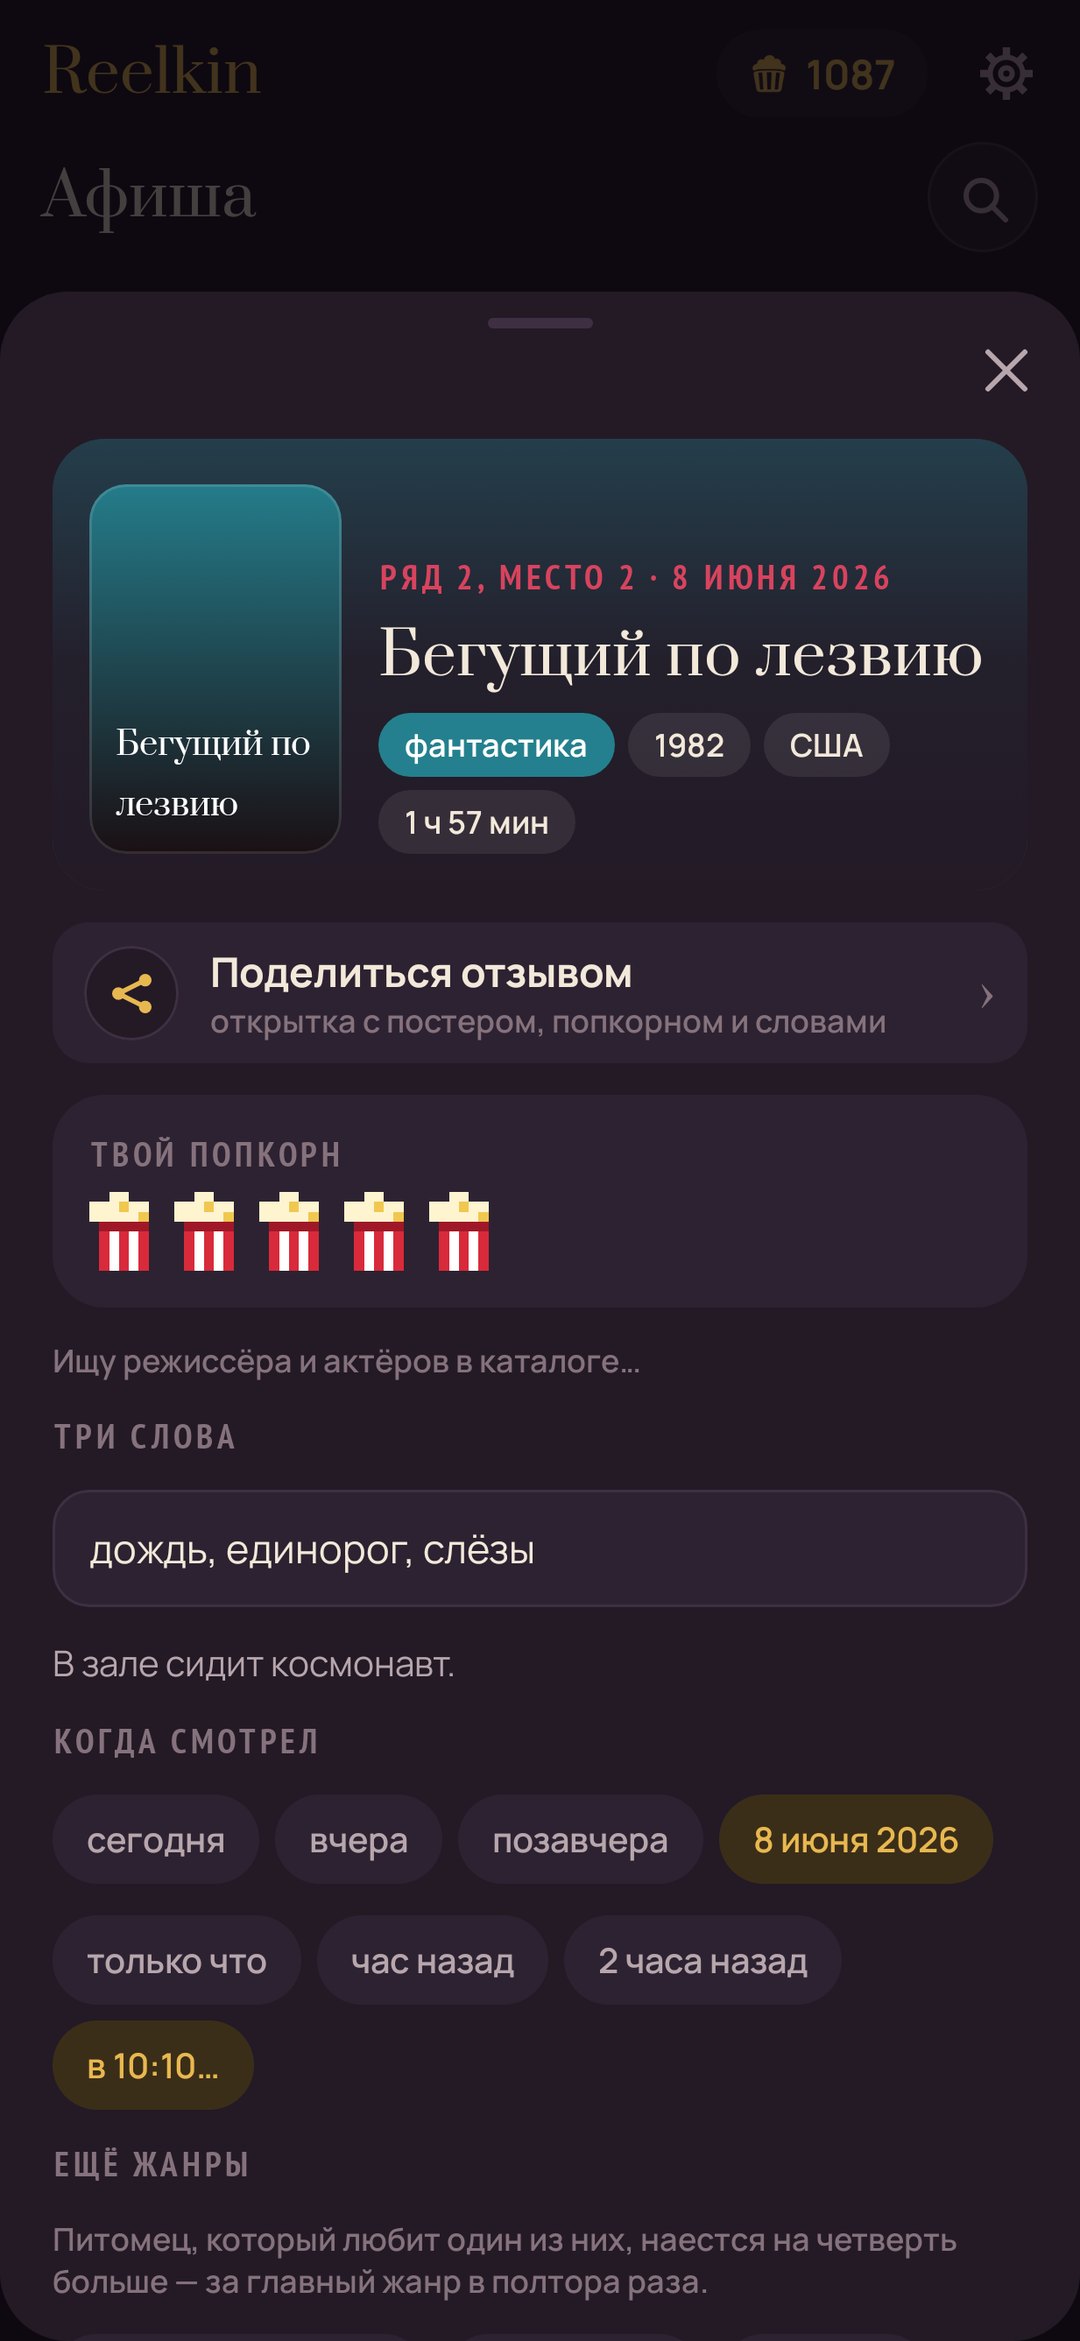 Reelkin
1087
Афиша
РЯД 2, МЕСТО 2 · 8 ИЮНЯ 2026
Бегущий по лезвию
Бегущий по
лезвию
фантастика
1982
США
1 ч 57 мин
Поделиться отзывом
открытка с постером, попкорном и словами
ТВОЙ ПОПКОРН
Ищу режиссёра и актёров в каталоге…
ТРИ СЛОВА
дождь, единорог, слёзы
В зале сидит космонавт.
КОГДА СМОТРЕЛ
сегодня
вчера
позавчера
8 июня 2026
только что
час назад
2 часа назад
в 10:10…
ЕЩЁ ЖАНРЫ
Питомец, который любит один из них, наестся на четверть
больше — за главный жанр в полтора раза.